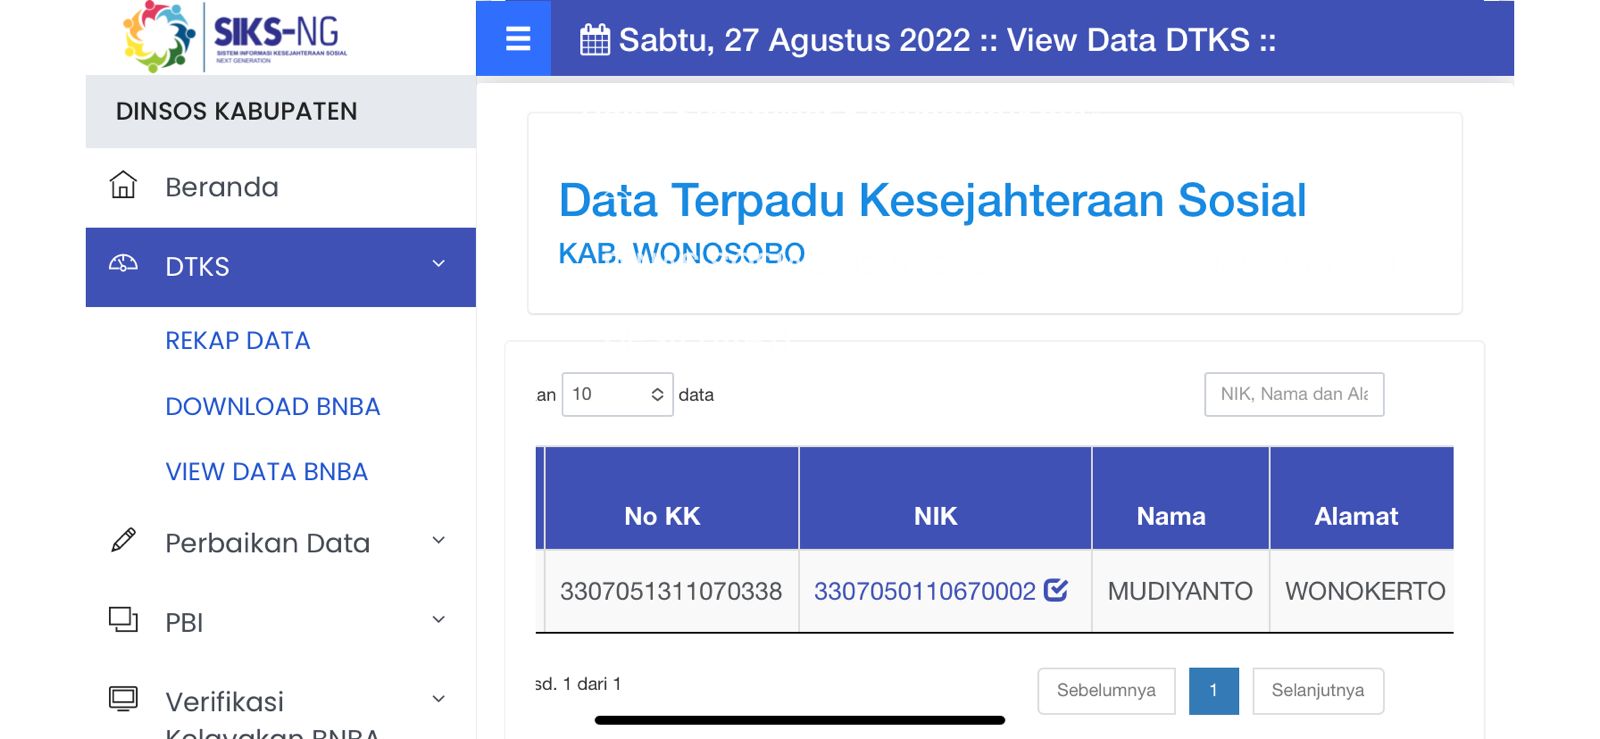 SIKS-NG
SISTEM INFORMASI KESEJAHTERAAN SOSIAL
NEXT GENERATION
DINSOS KABUPATEN
Beranda
DTKS
REKAP DATA
DOWNLOAD BNBA
VIEW DATA BNBA
Perbaikan Data
PBI
Verifikasi
Kelayakan BNBA
Sabtu, 27 Agustus 2022 :: View Data DTKS ::
Data Terpadu Kesejahteraan Sosial
KAB. WONOSOBO
an 10 data
NIK, Nama dan Ala
No KK NIK Nama Alamat
3307051311070338 3307050110670002 MUDIYANTO WONOKERTO
sd. 1 dari 1
Sebelumnya 1 Selanjutnya